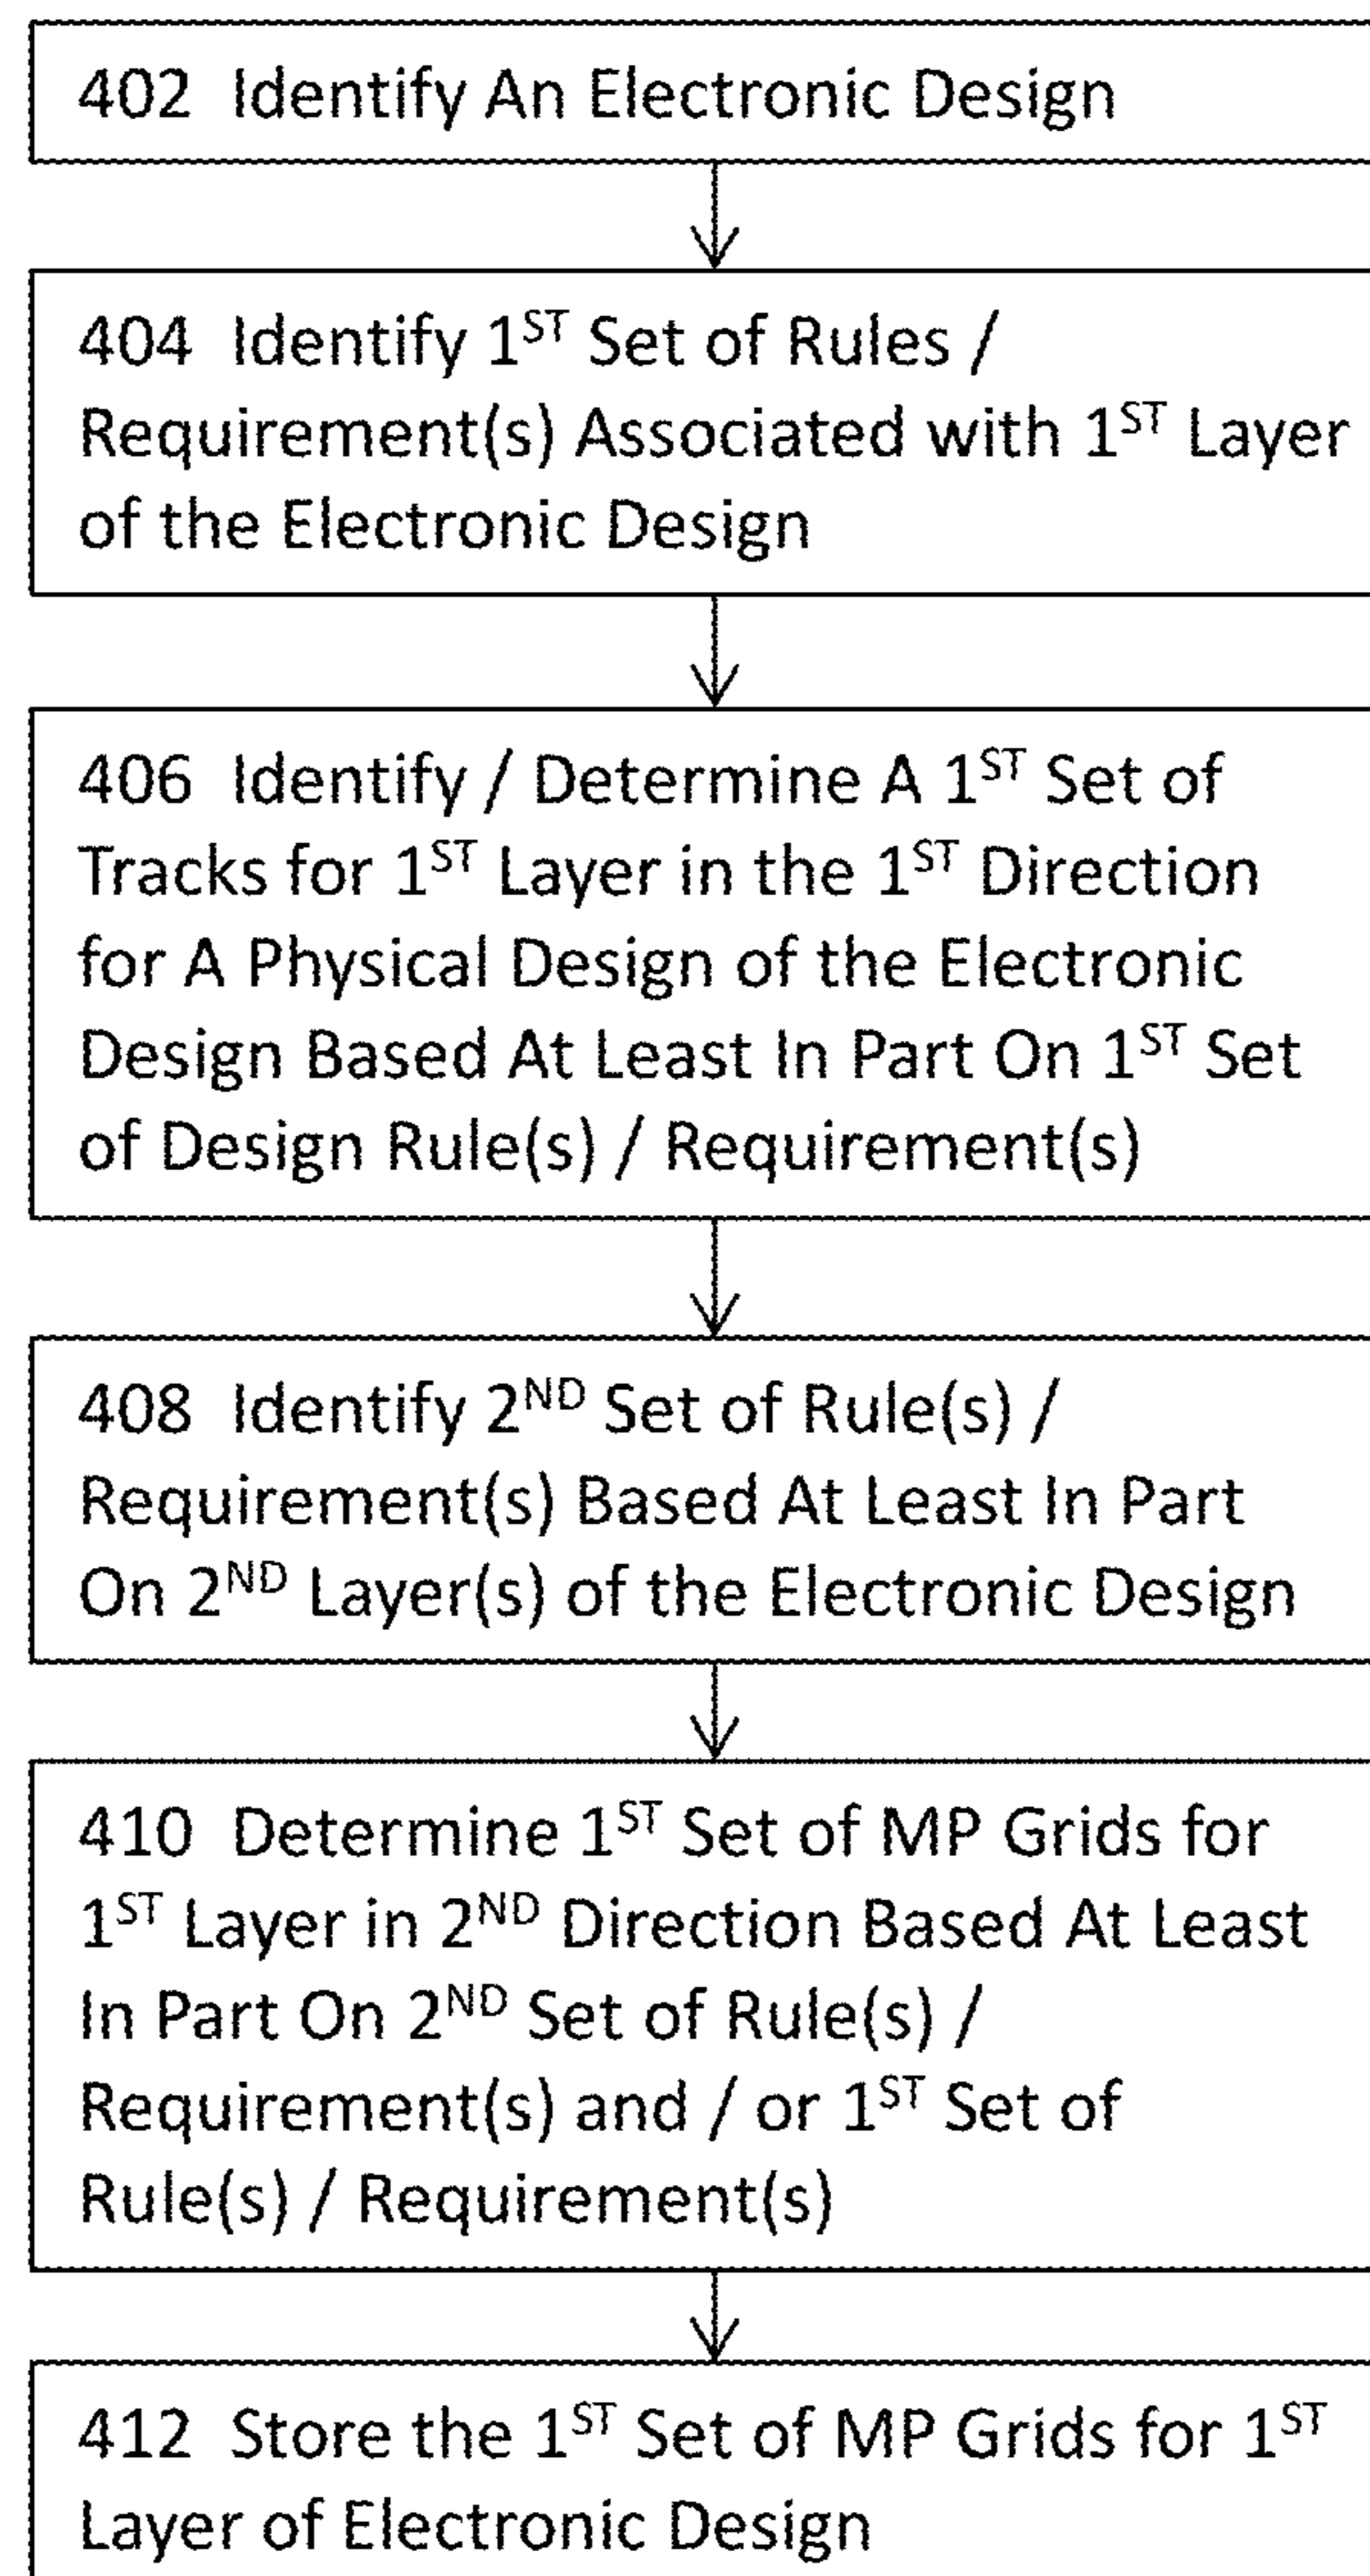 402 Identify An Electronic Design
404 Identify 1ST Set of Rules /
Requirement(s) Associated with 1ST Layer
of the Electronic Design
406 Identify / Determine A 1ST Set of
Tracks for 1ST Layer in the 1ST Direction
for A Physical Design of the Electronic
Design Based At Least In Part On 1ST Set
of Design Rule(s) / Requirement(s)
408 Identify 2ND Set of Rule(s) /
Requirement(s) Based At Least In Part
On 2ND Layer(s) of the Electronic Design
410 Determine 1ST Set of MP Grids for
1ST Layer in 2ND Direction Based At Least
In Part On 2ND Set of Rule(s) /
Requirement(s) and / or 1ST Set of
Rule(s) / Requirement(s)
412 Store the 1ST Set of MP Grids for 1ST
Layer of Electronic Design